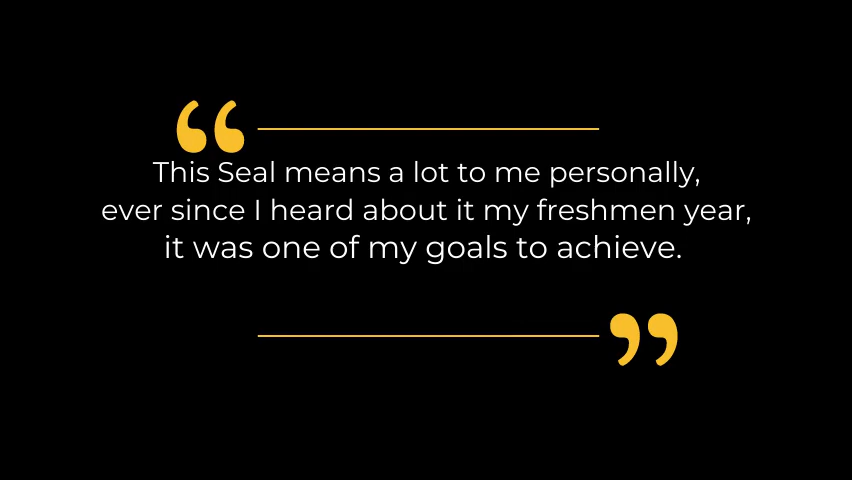 This Seal means a lot to me personally,
ever since I heard about it my freshmen year,
it was one of my goals to achieve.